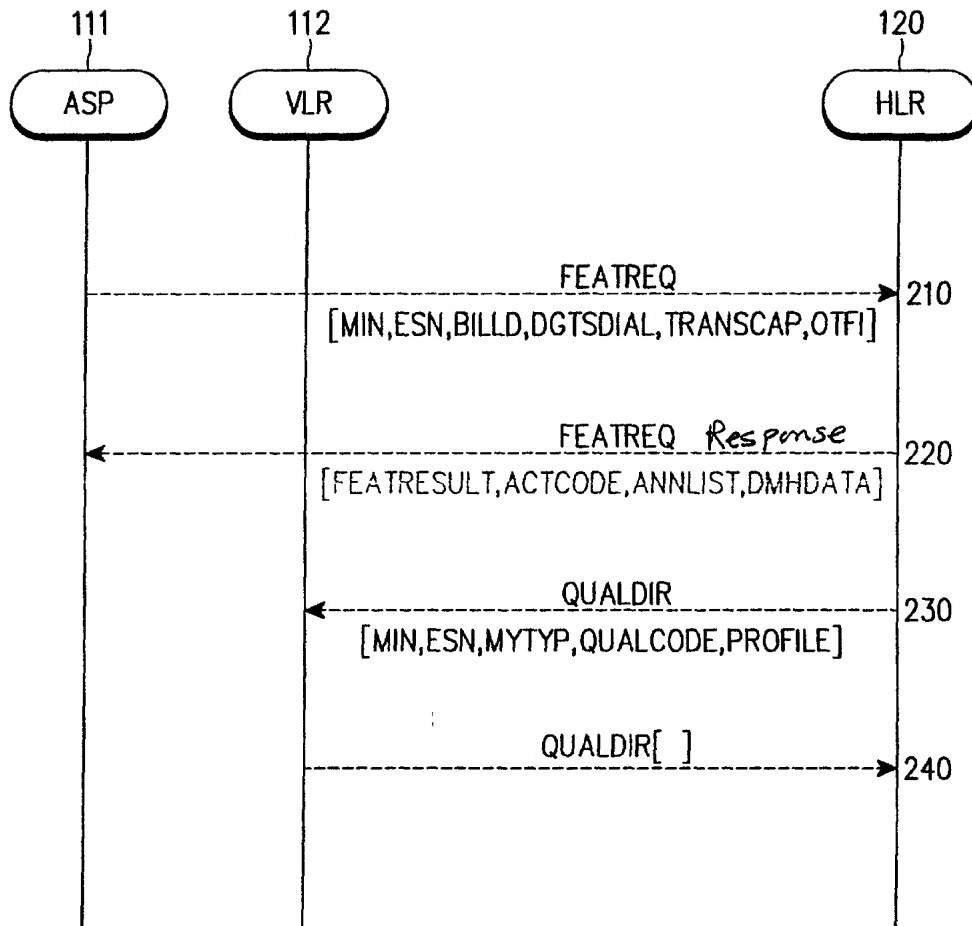 111 112 120
ASP VLR HLR
FEATREQ
210
[MIN,ESN,BILLD,DGTSDIAL,TRANSCAP,OTFI]
FEATREQ Response
220
[FEATRESULT,ACTCODE,ANNLIST,DMHDATA]
QUALDIR
230
[MIN,ESN,MYTYP,QUALCODE,PROFILE]
QUALDIR[ ]
240